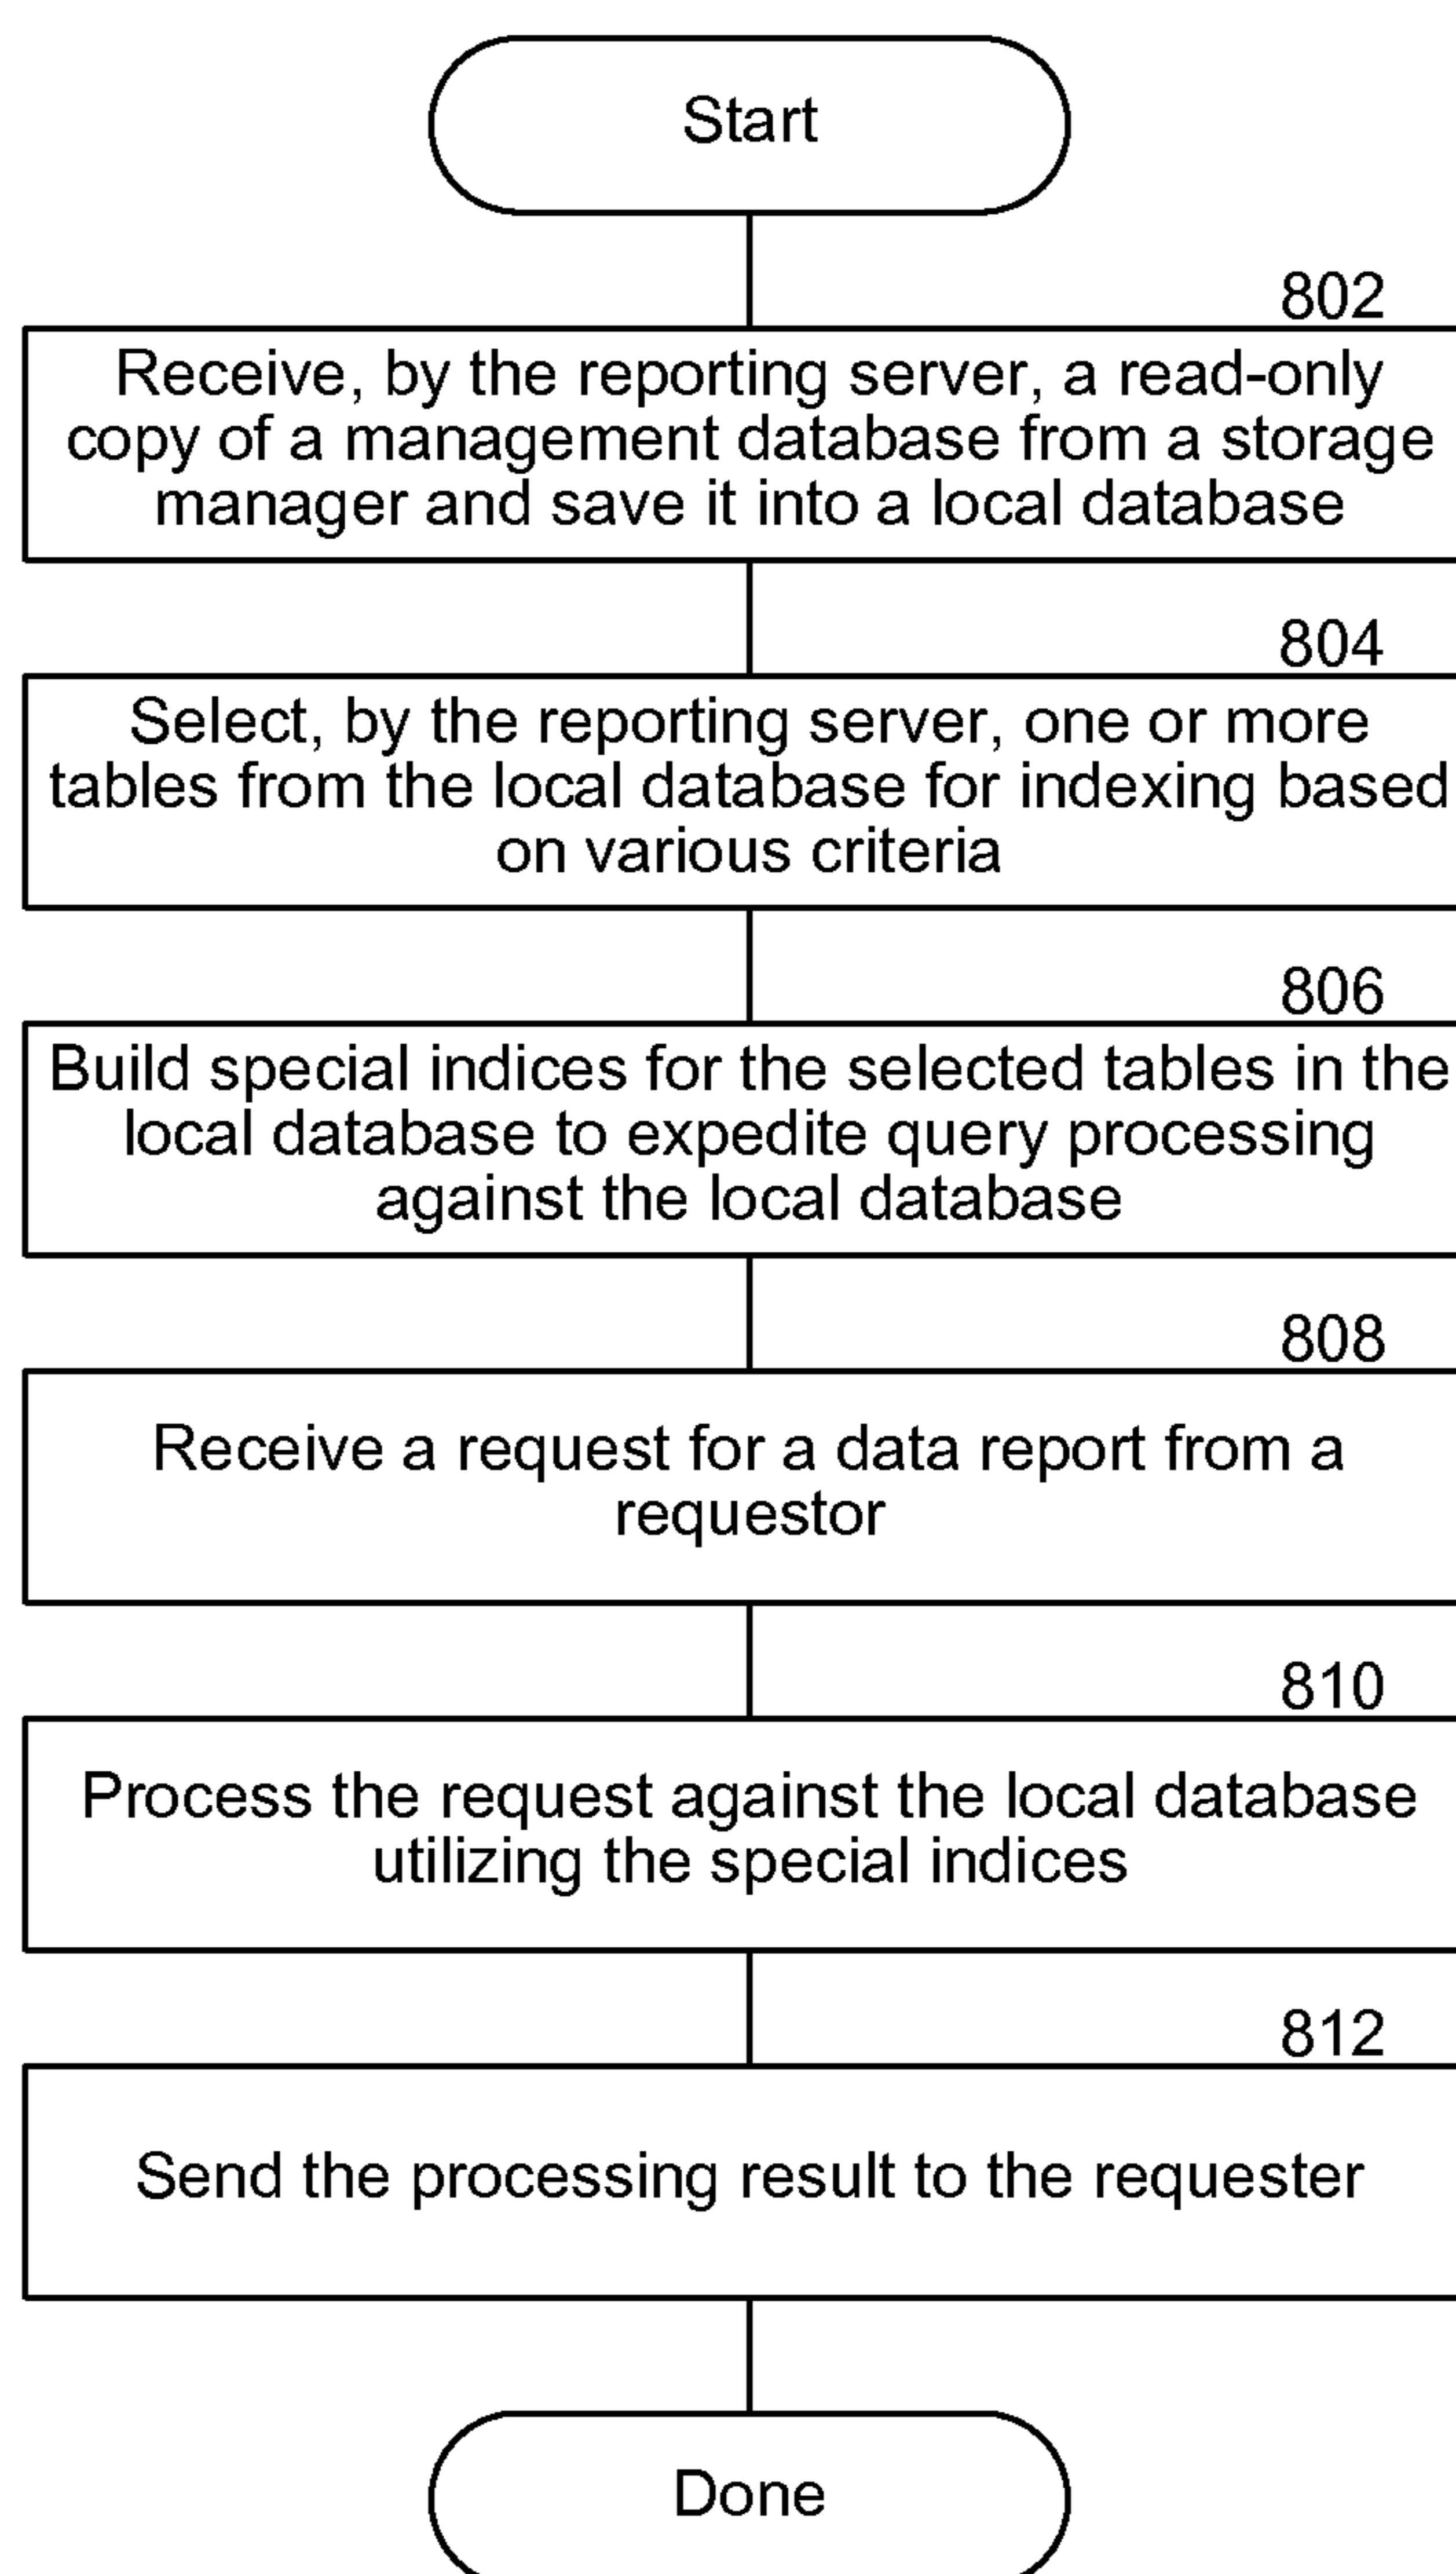 Start
802
Receive, by the reporting server, a read-only
copy of a management database from a storage
manager and save it into a local database
804
Select, by the reporting server, one or more
tables from the local database for indexing based
on various criteria
806
Build special indices for the selected tables in the
local database to expedite query processing
against the local database
808
Receive a request for a data report from a
requestor
810
Process the request against the local database
utilizing the special indices
812
Send the processing result to the requester
Done